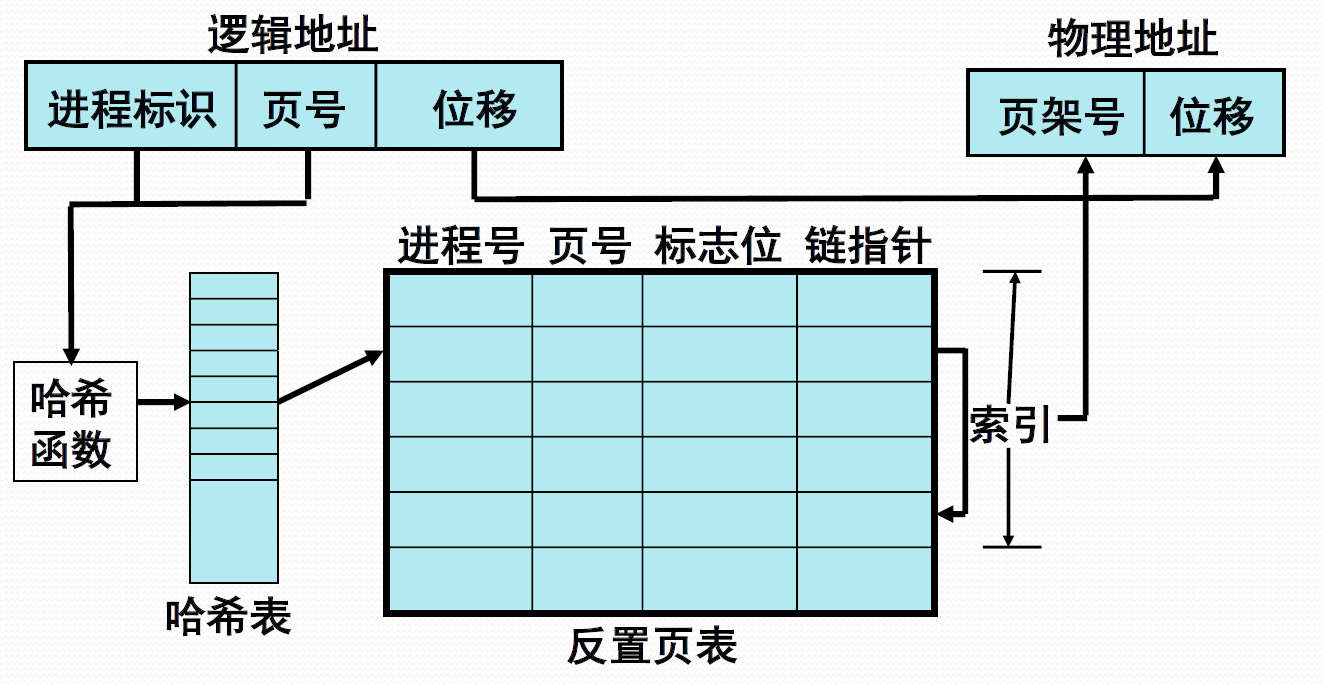 逻辑地址
物理地址
进程标识 页号 位移
页架号 位移
进程号 页号 标志位 链指针
哈希
函数
索引
哈希表
反置页表